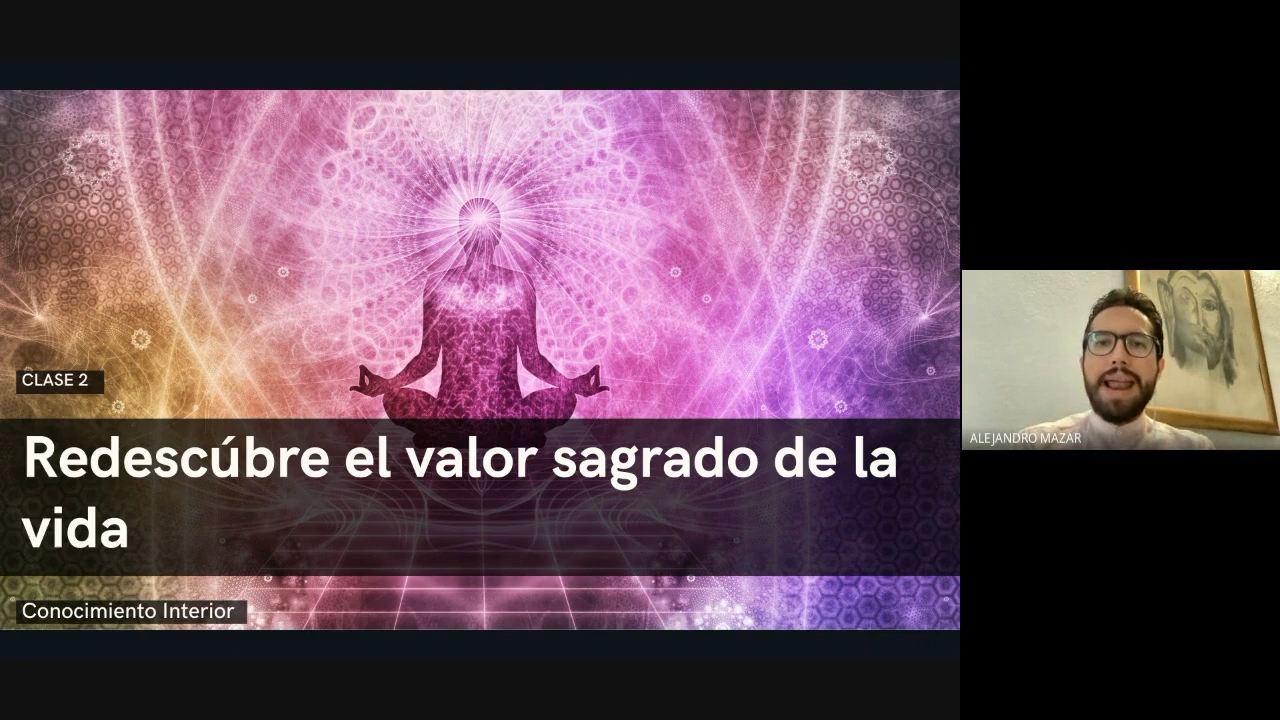 CLASE 2
Redescúbre el valor sagrado de la
vida
Conocimiento Interior
ALEJANDRO MAZAR